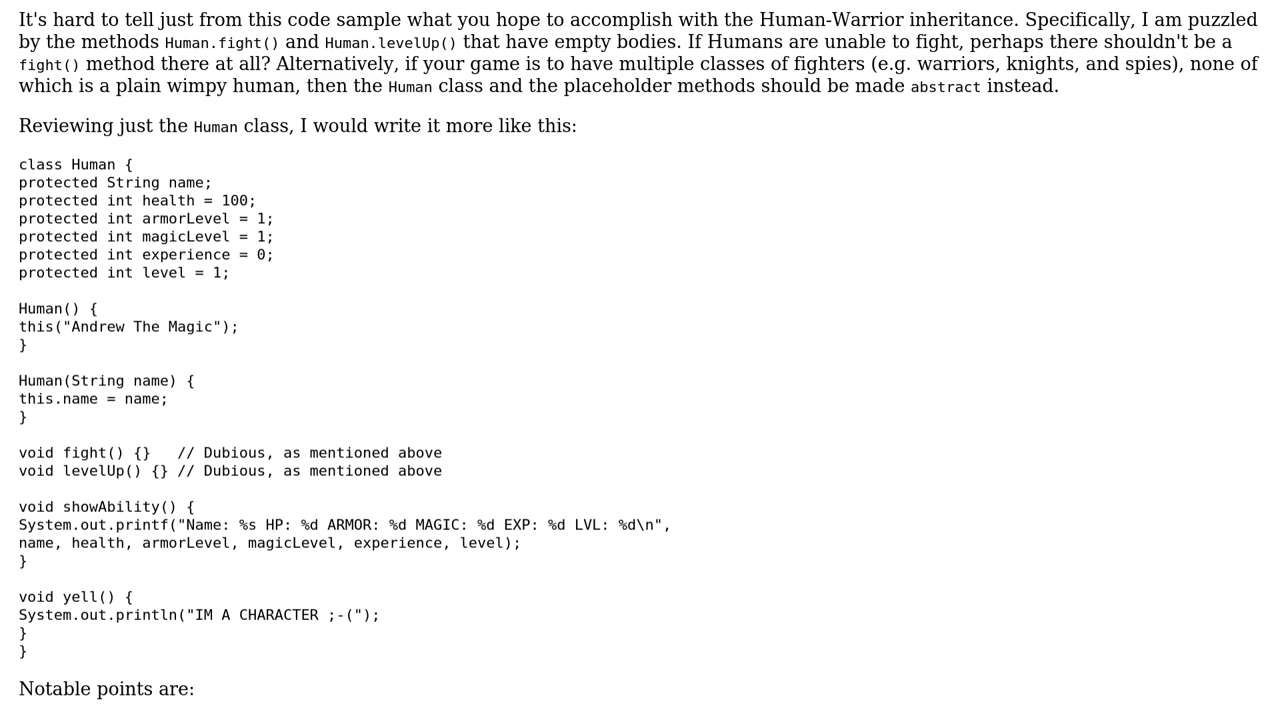 It's hard to tell just from this code sample what you hope to accomplish with the Human-Warrior inheritance. Specifically, I am puzzled
by the methods Human.fight() and Human.levelUp() that have empty bodies. If Humans are unable to fight, perhaps there shouldn't be a
fight() method there at all? Alternatively, if your game is to have multiple classes of fighters (e.g. warriors, knights, and spies), none of
which is a plain wimpy human, then the Human class and the placeholder methods should be made abstract instead.
Reviewing just the Human class, I would write it more like this:
class Human {
protected String name;
protected int health = 100;
protected int armorLevel = 1;
protected int magicLevel = 1;
protected int experience = 0;
protected int level = 1;
Human() {
this("Andrew The Magic");
}
Human(String name) {
this.name = name;
}
void fight() {}   // Dubious, as mentioned above
void levelUp() {} // Dubious, as mentioned above
void showAbility() {
System.out.printf("Name: %s HP: %d ARMOR: %d MAGIC: %d EXP: %d LVL: %d\n",
name, health, armorLevel, magicLevel, experience, level);
}
void yell() {
System.out.println("IM A CHARACTER ;-(");
}
}
Notable points are: